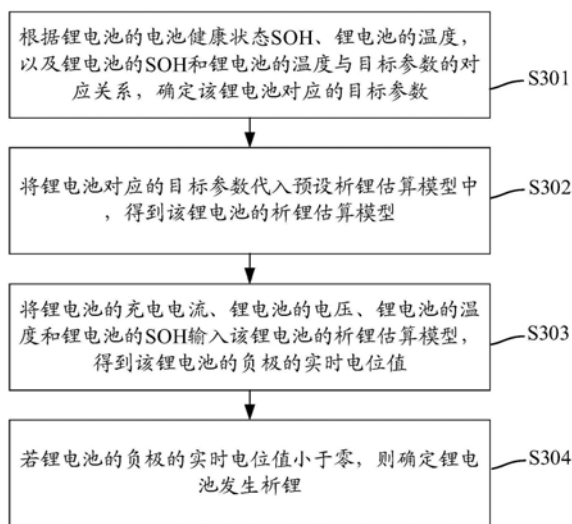 根据锂电池的电池健康状态SOH、锂电池的温度，
以及锂电池的SOH和锂电池的温度与目标参数的对
应关系，确定该锂电池对应的目标参数
S301
将锂电池对应的目标参数代入预设析锂估算模型中
，得到该锂电池的析锂估算模型
S302
将锂电池的充电电流、锂电池的电压、锂电池的温
度和锂电池的SOH输入该锂电池的析锂估算模型，
得到该锂电池的负极的实时电位值
S303
若锂电池的负极的实时电位值小于零，则确定锂电
池发生析锂
S304